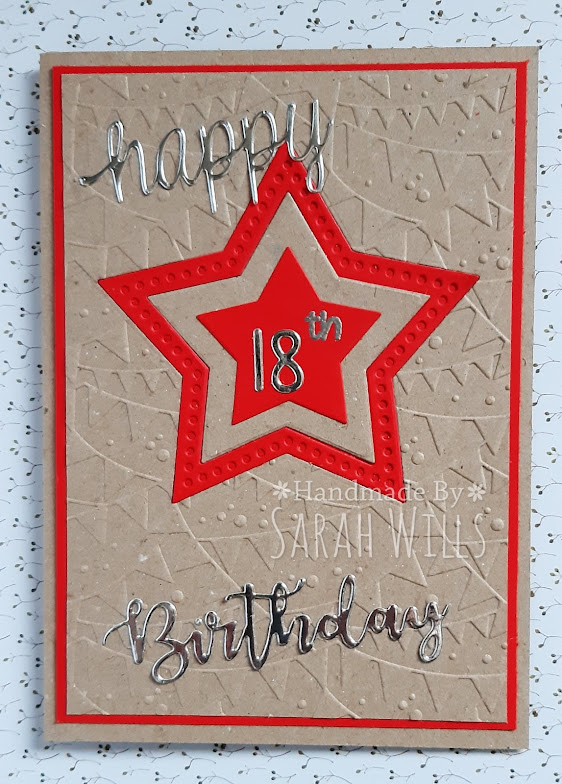 happy
18th
*Handmade By*
SARAH WILLS
Birthday